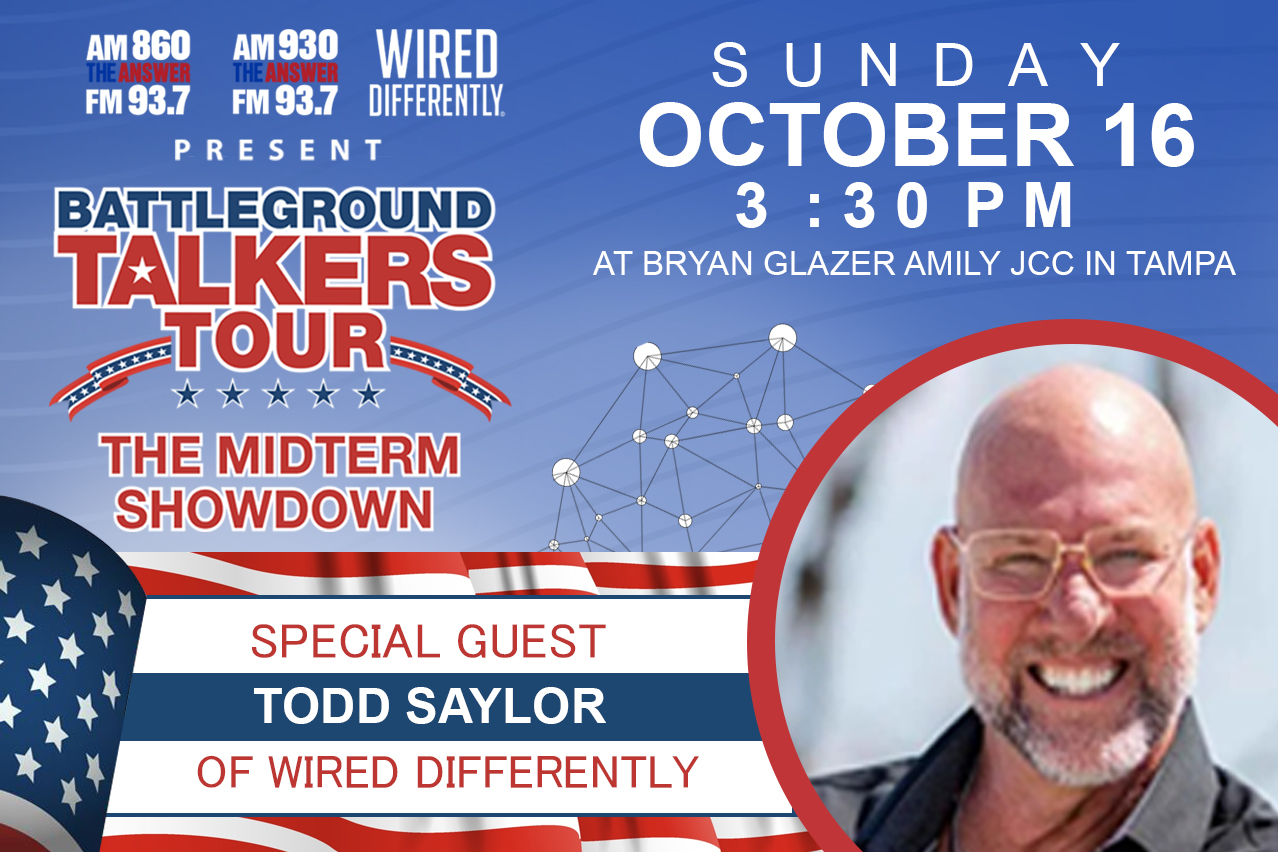 AM 860
THE ANSWER
FM 93.7
AM 930
THE ANSWER
FM 93.7
WIRED
DIFFERENTLY.
PRESENT
BATTLEGROUND
TALKERS
TOUR
THE MIDTERM
SHOWDOWN
SUNDAY
OCTOBER 16
3 :30 PM
AT BRYAN GLAZER AMILY JCC IN TAMPA
SPECIAL GUEST
TODD SAYLOR
OF WIRED DIFFERENTLY